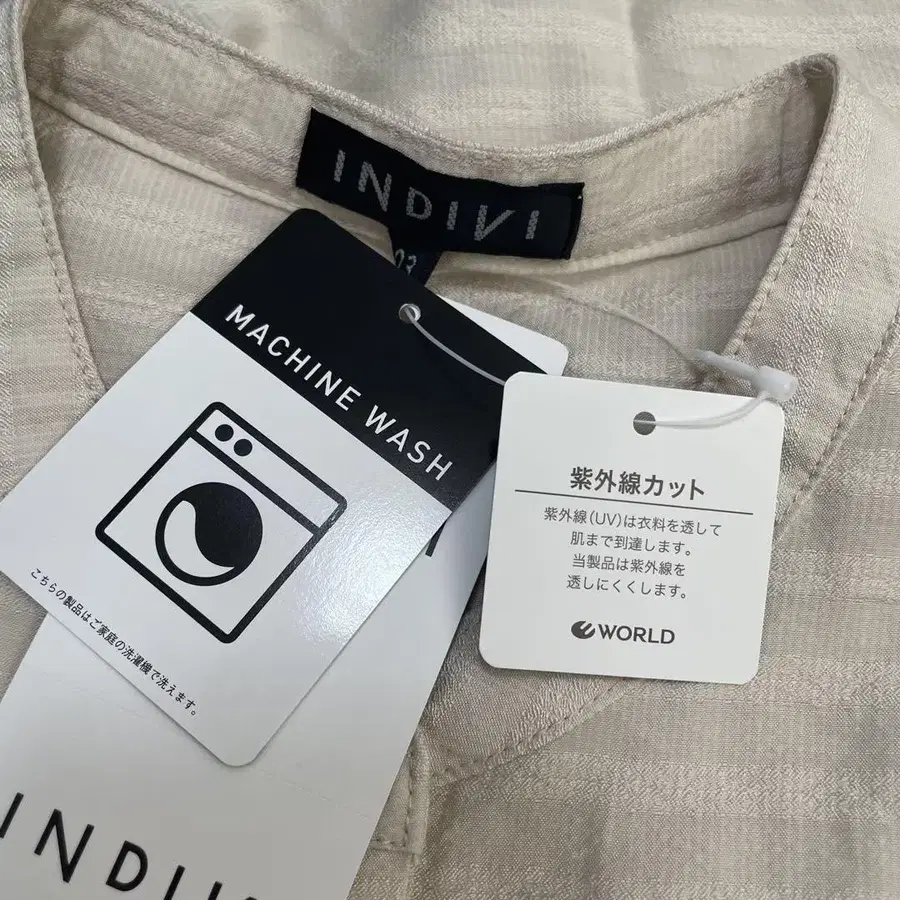 INDIVI
03
MACHINE WASH
こちらの製品はご家庭の洗濯機で洗えます。
紫外線カット
紫外線(UV)は衣料を透して
肌まで到達します。
当製品は紫外線を
透しにくくします。
WORLD
INDIVI